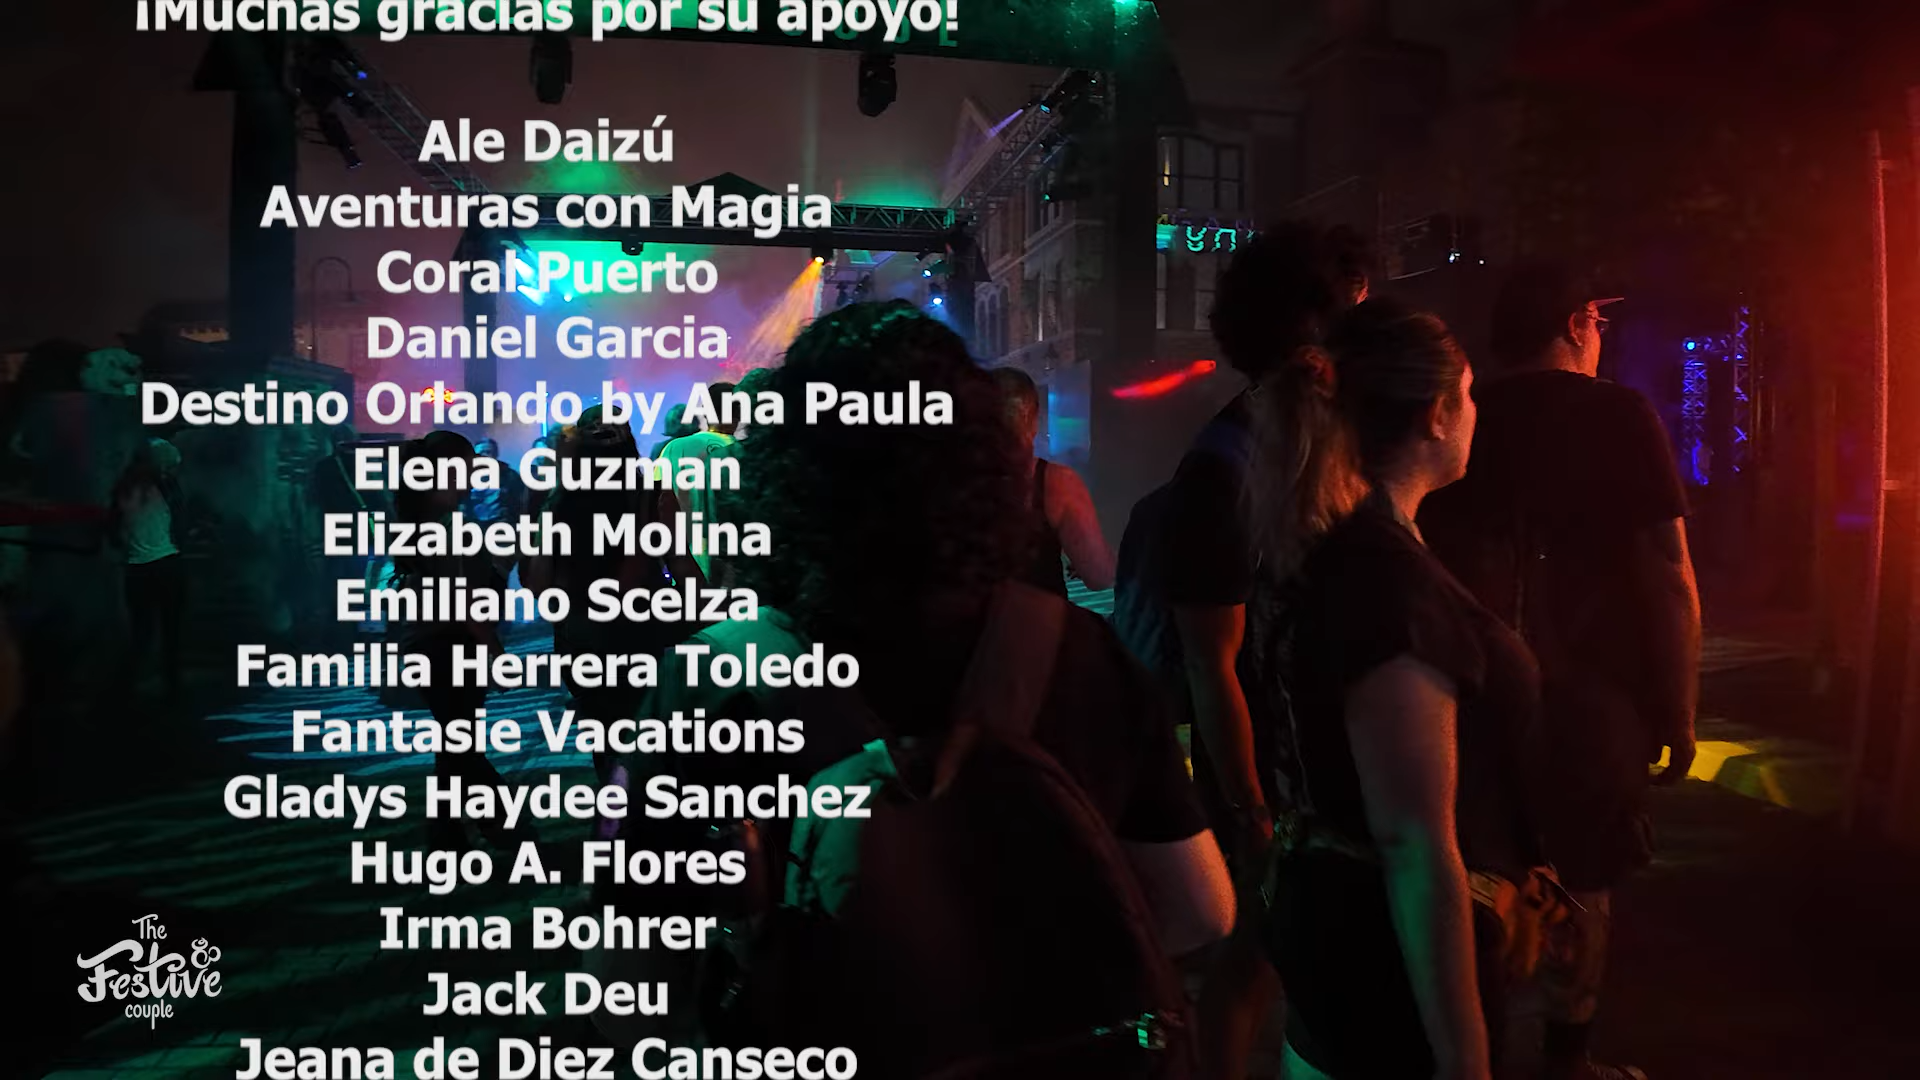 ¡Muchas gracias por su apoyo!
Ale Daizú
Aventuras con Magia
Coral Puerto
Daniel Garcia
Destino Orlando by Ana Paula
Elena Guzman
Elizabeth Molina
Emiliano Scelza
Familia Herrera Toledo
Fantasie Vacations
Gladys Haydee Sanchez
Hugo A. Flores
Irma Bohrer
Jack Deu
Jeana de Diez Canseco
The
Festive
couple